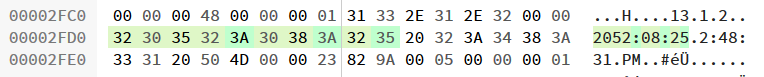 00002FC0 00 00 00 48 00 00 00 01 31 33 2E 31 2E 32 00 00 ...H....13.1.2..
00002FD0 32 30 35 32 3A 30 38 3A 32 35 20 32 3A 34 38 3A 2052:08:25.2:48:
00002FE0 33 31 20 50 4D 00 00 23 82 9A 00 05 00 00 00 01 31.PM..#éÜ......